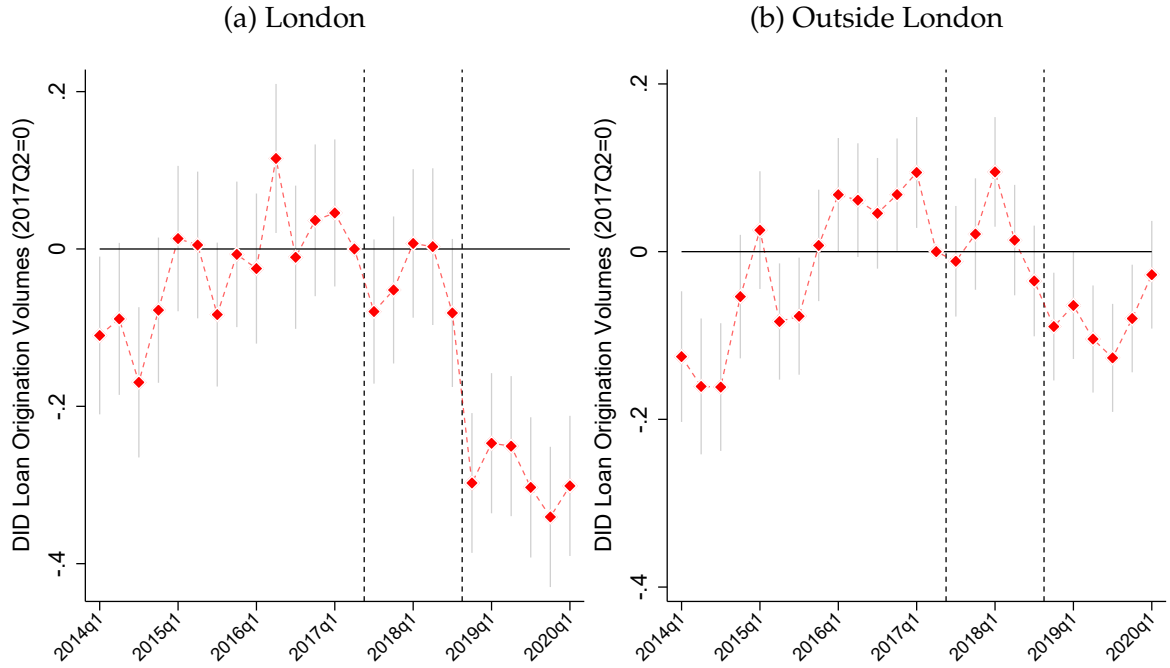 (a) London
(b) Outside London
DID Loan Origination Volumes (2017Q2=0)
.2
0
-.2
-.4
2014q1
2015q1
2016q1
2017q1
2018q1
2019q1
2020q1
DID Loan Origination Volumes (2017Q2=0)
.2
0
-.2
-.4
2014q1
2015q1
2016q1
2017q1
2018q1
2019q1
2020q1